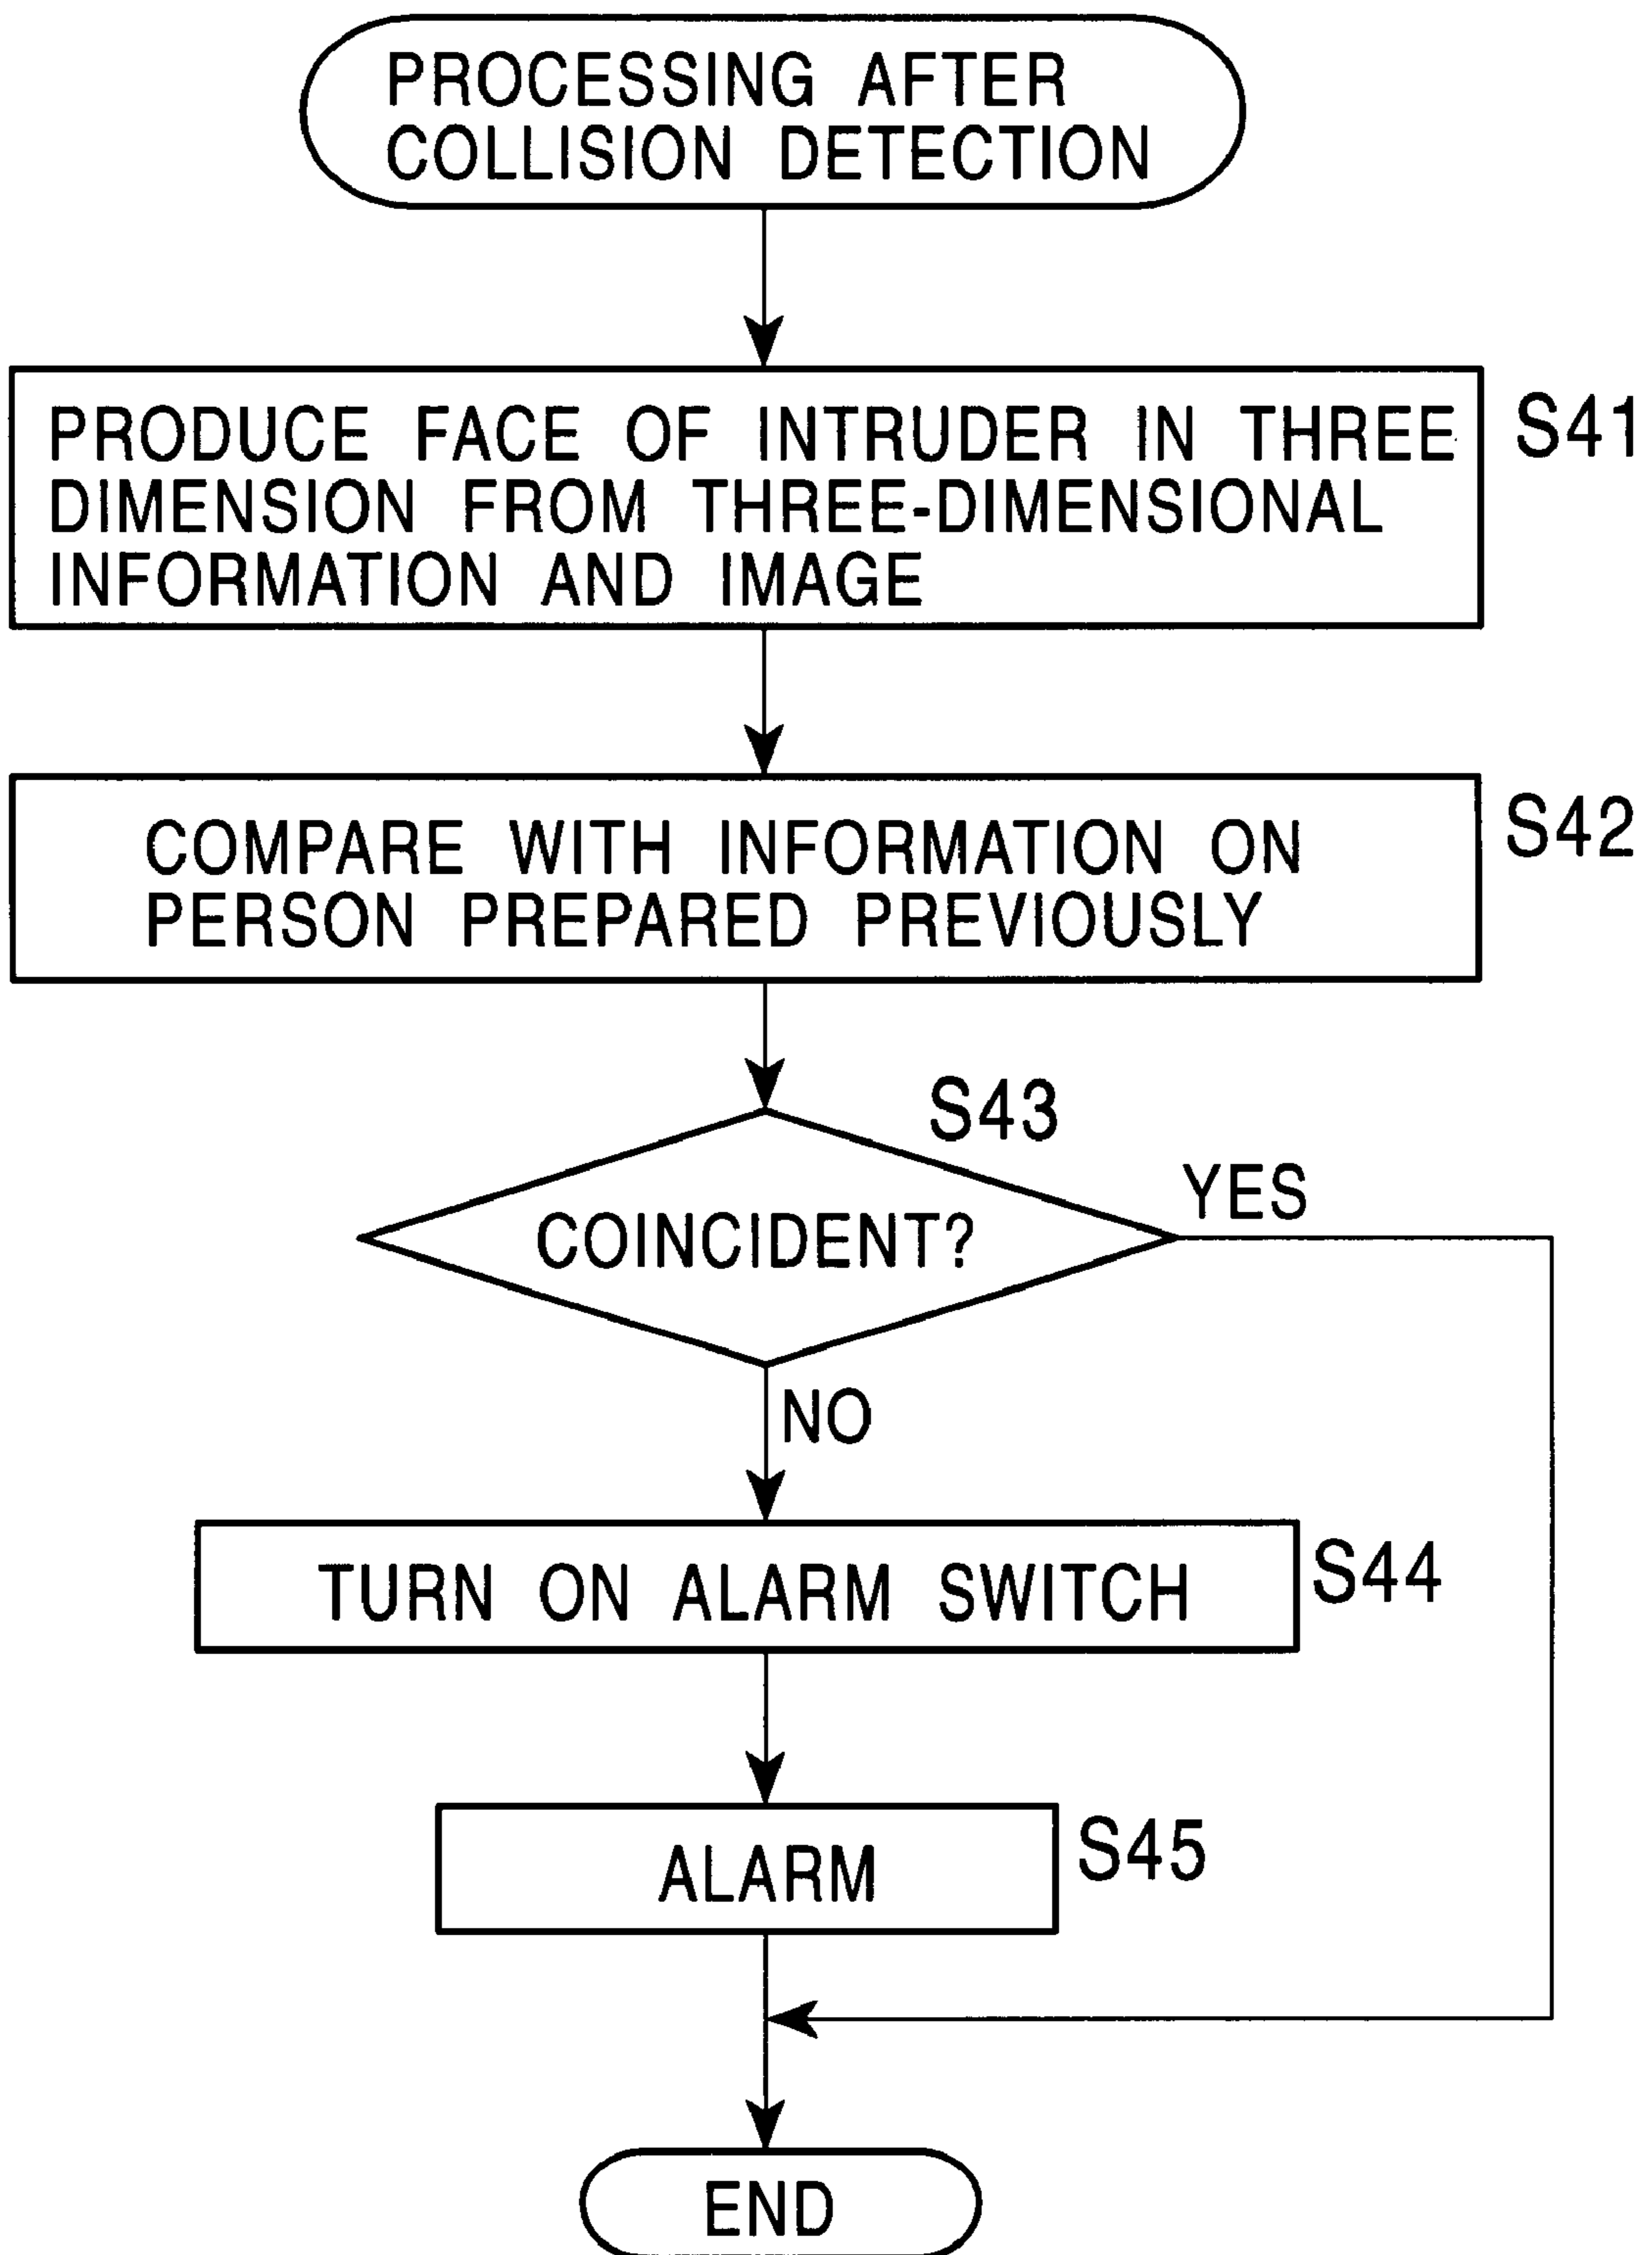 PROCESSING AFTER
COLLISION DETECTION
PRODUCE FACE OF INTRUDER IN THREE
DIMENSION FROM THREE-DIMENSIONAL
INFORMATION AND IMAGE
S41
COMPARE WITH INFORMATION ON
PERSON PREPARED PREVIOUSLY
S42
S43
COINCIDENT?
YES
NO
TURN ON ALARM SWITCH
S44
ALARM
S45
END